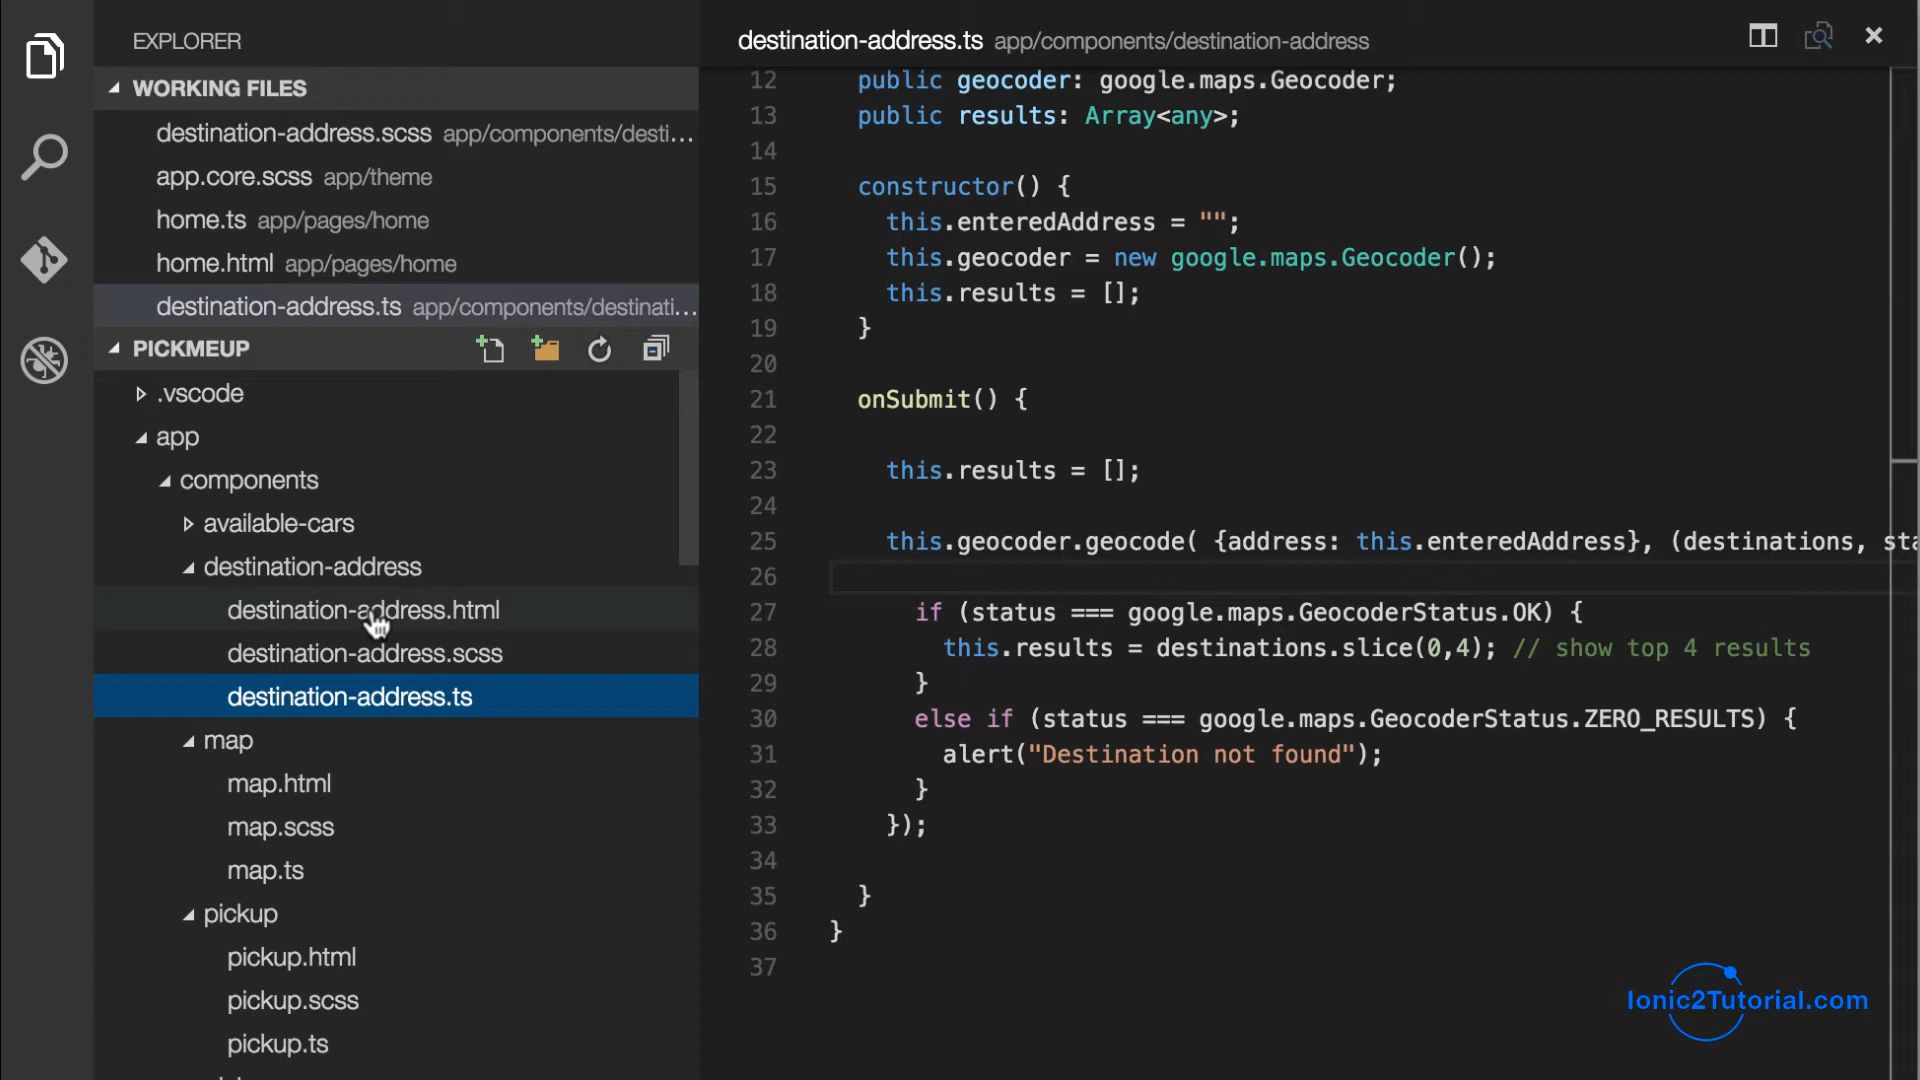 EXPLORER
WORKING FILES
destination-address.scss app/components/desti...
app.core.scss app/theme
home.ts app/pages/home
home.html app/pages/home
destination-address.ts app/components/destinati...
PICKMEUP
.vscode
app
components
available-cars
destination-address
destination-address.html
destination-address.scss
destination-address.ts
map
map.html
map.scss
map.ts
pickup
pickup.html
pickup.scss
pickup.ts
destination-address.ts app/components/destination-address
12 public geocoder: google.maps.Geocoder;
13 public results: Array<any>;
14
15 constructor() {
16 this.enteredAddress = "";
17 this.geocoder = new google.maps.Geocoder();
18 this.results = [];
19 }
20
21 onSubmit() {
22
23 this.results = [];
24
25 this.geocoder.geocode( {address: this.enteredAddress}, (destinations, sta
26
27 if (status === google.maps.GeocoderStatus.OK) {
28 this.results = destinations.slice(0,4); // show top 4 results
29 }
30 else if (status === google.maps.GeocoderStatus.ZERO_RESULTS) {
31 alert("Destination not found");
32 }
33 });
34
35 }
36 }
37
Ionic2Tutorial.com